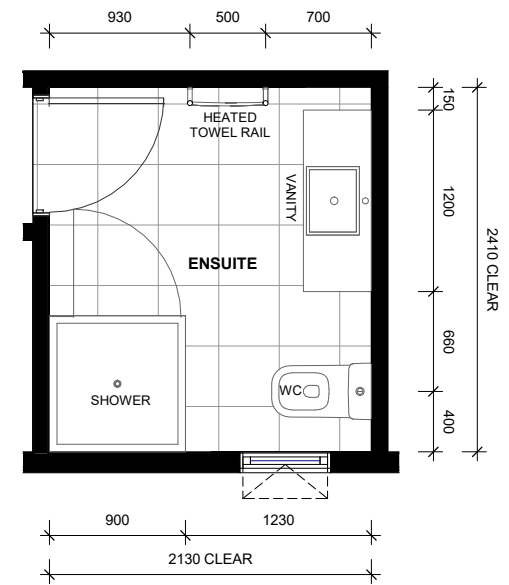 930
500
700
HEATED
TOWEL RAIL
150
VANITY
1200
2410 CLEAR
ENSUITE
660
WC
SHOWER
400
900
1230
2130 CLEAR